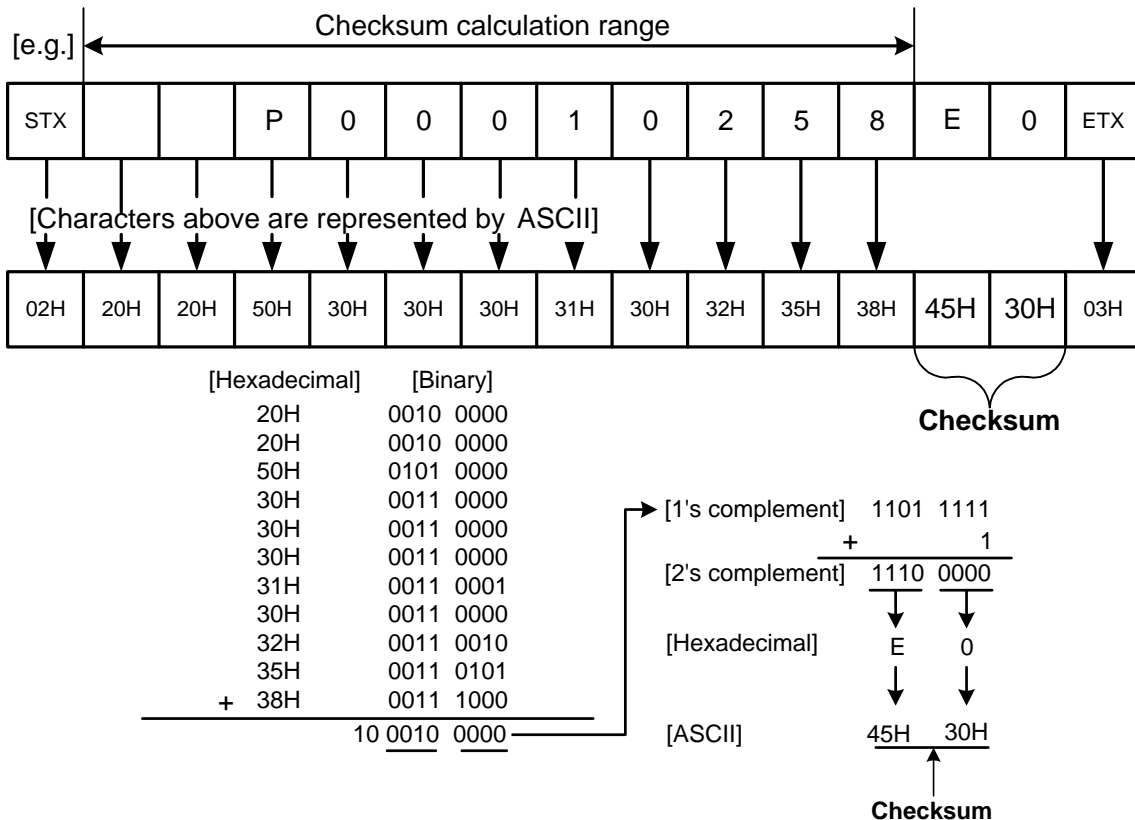 Checksum calculation range
[e.g.]
STX P 0 0 0 1 0 2 5 8 E 0 ETX
[Characters above are represented by ASCII]
02H 20H 20H 50H 30H 30H 30H 31H 30H 32H 35H 38H 45H 30H 03H
Checksum
[Hexadecimal] [Binary]
20H 0010 0000
20H 0010 0000
50H 0101 0000
30H 0011 0000
30H 0011 0000
30H 0011 0000
31H 0011 0001
30H 0011 0000
32H 0011 0010
35H 0011 0101
+ 38H 0011 1000
10 0010 0000
[1's complement] 1101 1111
+ 1
[2's complement] 1110 0000
[Hexadecimal] E 0
[ASCII] 45H 30H
Checksum